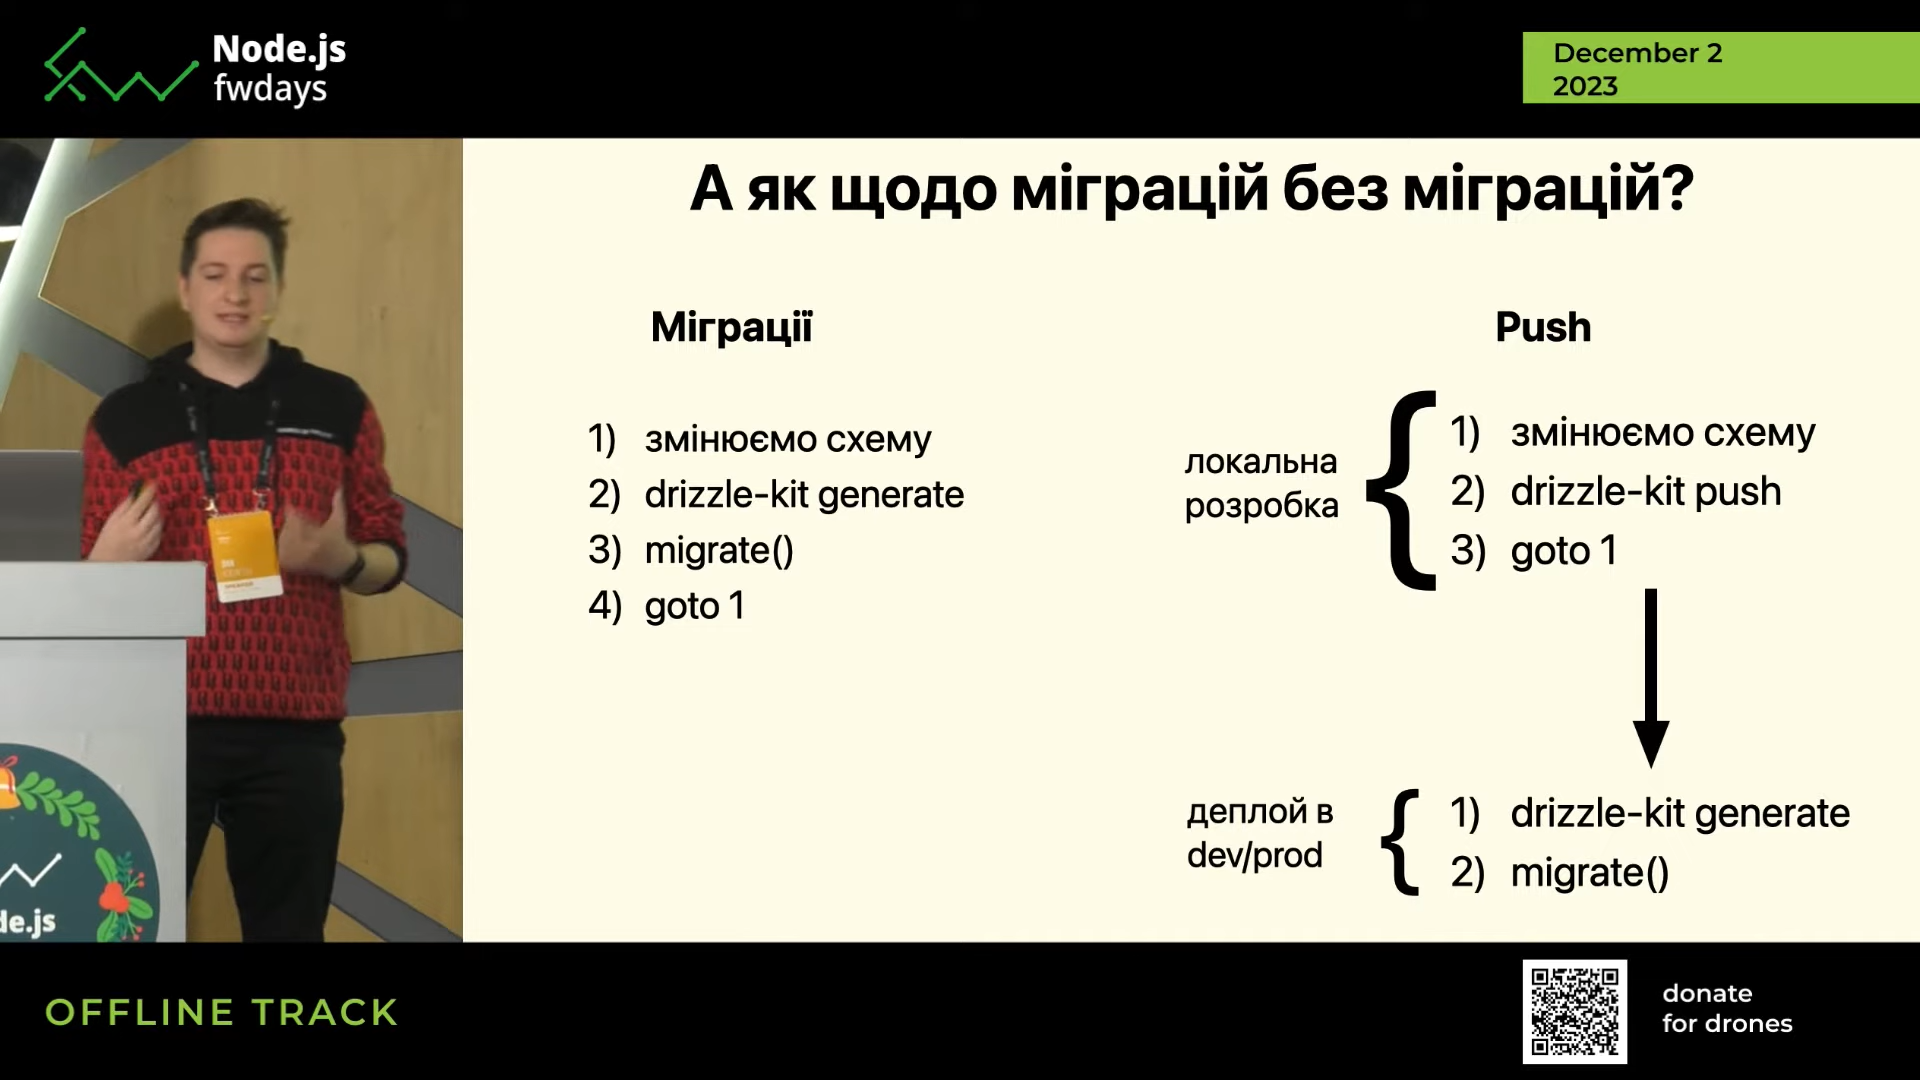 Node.js
fwdays
December 2
2023
А як щодо міграцій без міграцій?
Міграції
1) змінюємо схему
2) drizzle-kit generate
3) migrate()
4) goto 1
Push
локальна
розробка
1) змінюємо схему
2) drizzle-kit push
3) goto 1
деплой в
dev/prod
1) drizzle-kit generate
2) migrate()
de.js
OFFLINE TRACK
donate
for drones